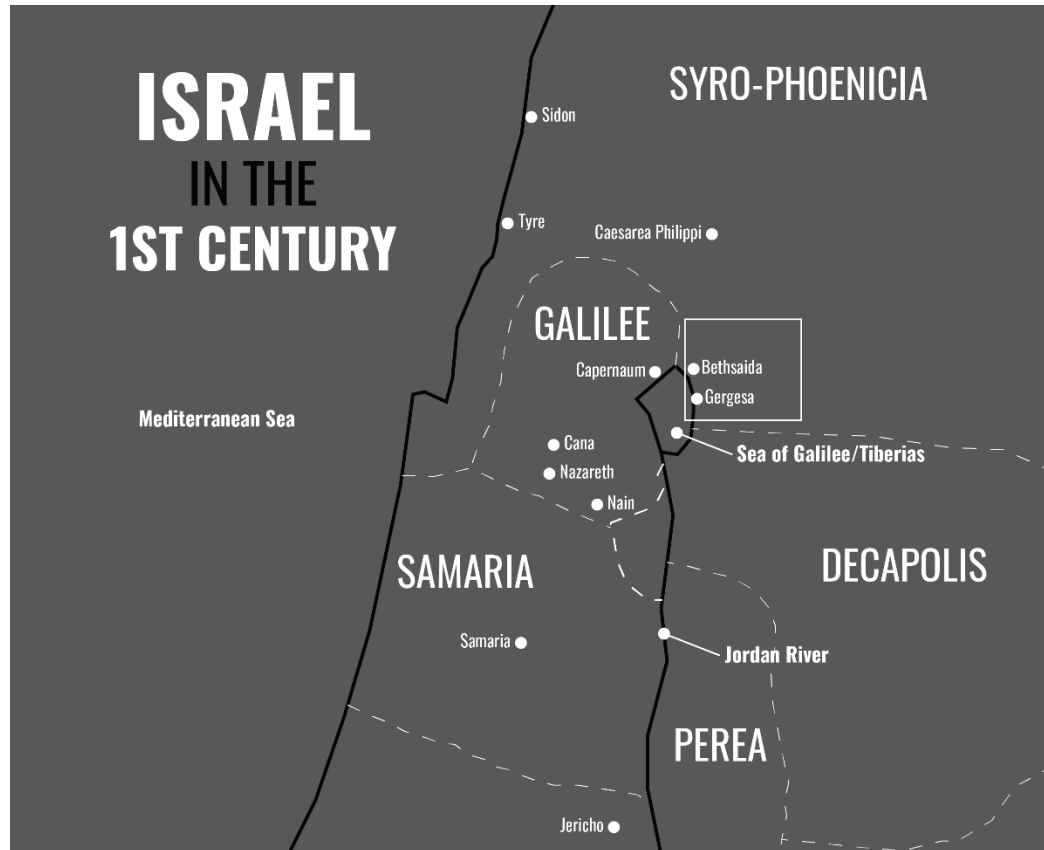 ISRAEL
IN THE
1ST CENTURY
SYRO-PHOENICIA
Sidon
Tyre
Caesarea Philippi
GALILEE
Capernaum
Bethsaida
Gergesa
Mediterranean Sea
Cana
Sea of Galilee/Tiberias
Nazareth
Nain
SAMARIA
DECAPOLIS
Samaria
Jordan River
PEREA
Jericho